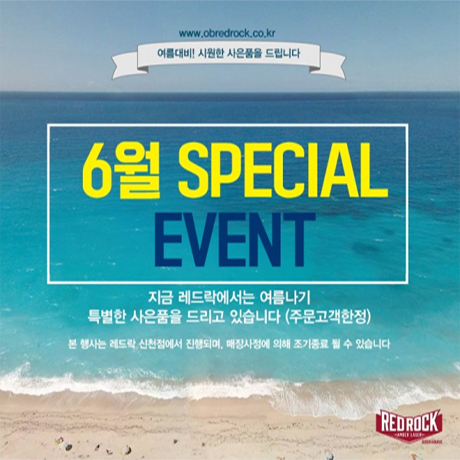 www.obredrock.co.kr
여름대비! 시원한 사은품을 드립니다
6월 SPECIAL
EVENT
지금 레드락에서는 여름나기
특별한 사은품을 드리고 있습니다 (주문고객한정)
본 행사는 레드락 신천점에서 진행되며, 매장사정에 의해 조기종료 될 수 있습니다
REDROCK
AMBER LAGER